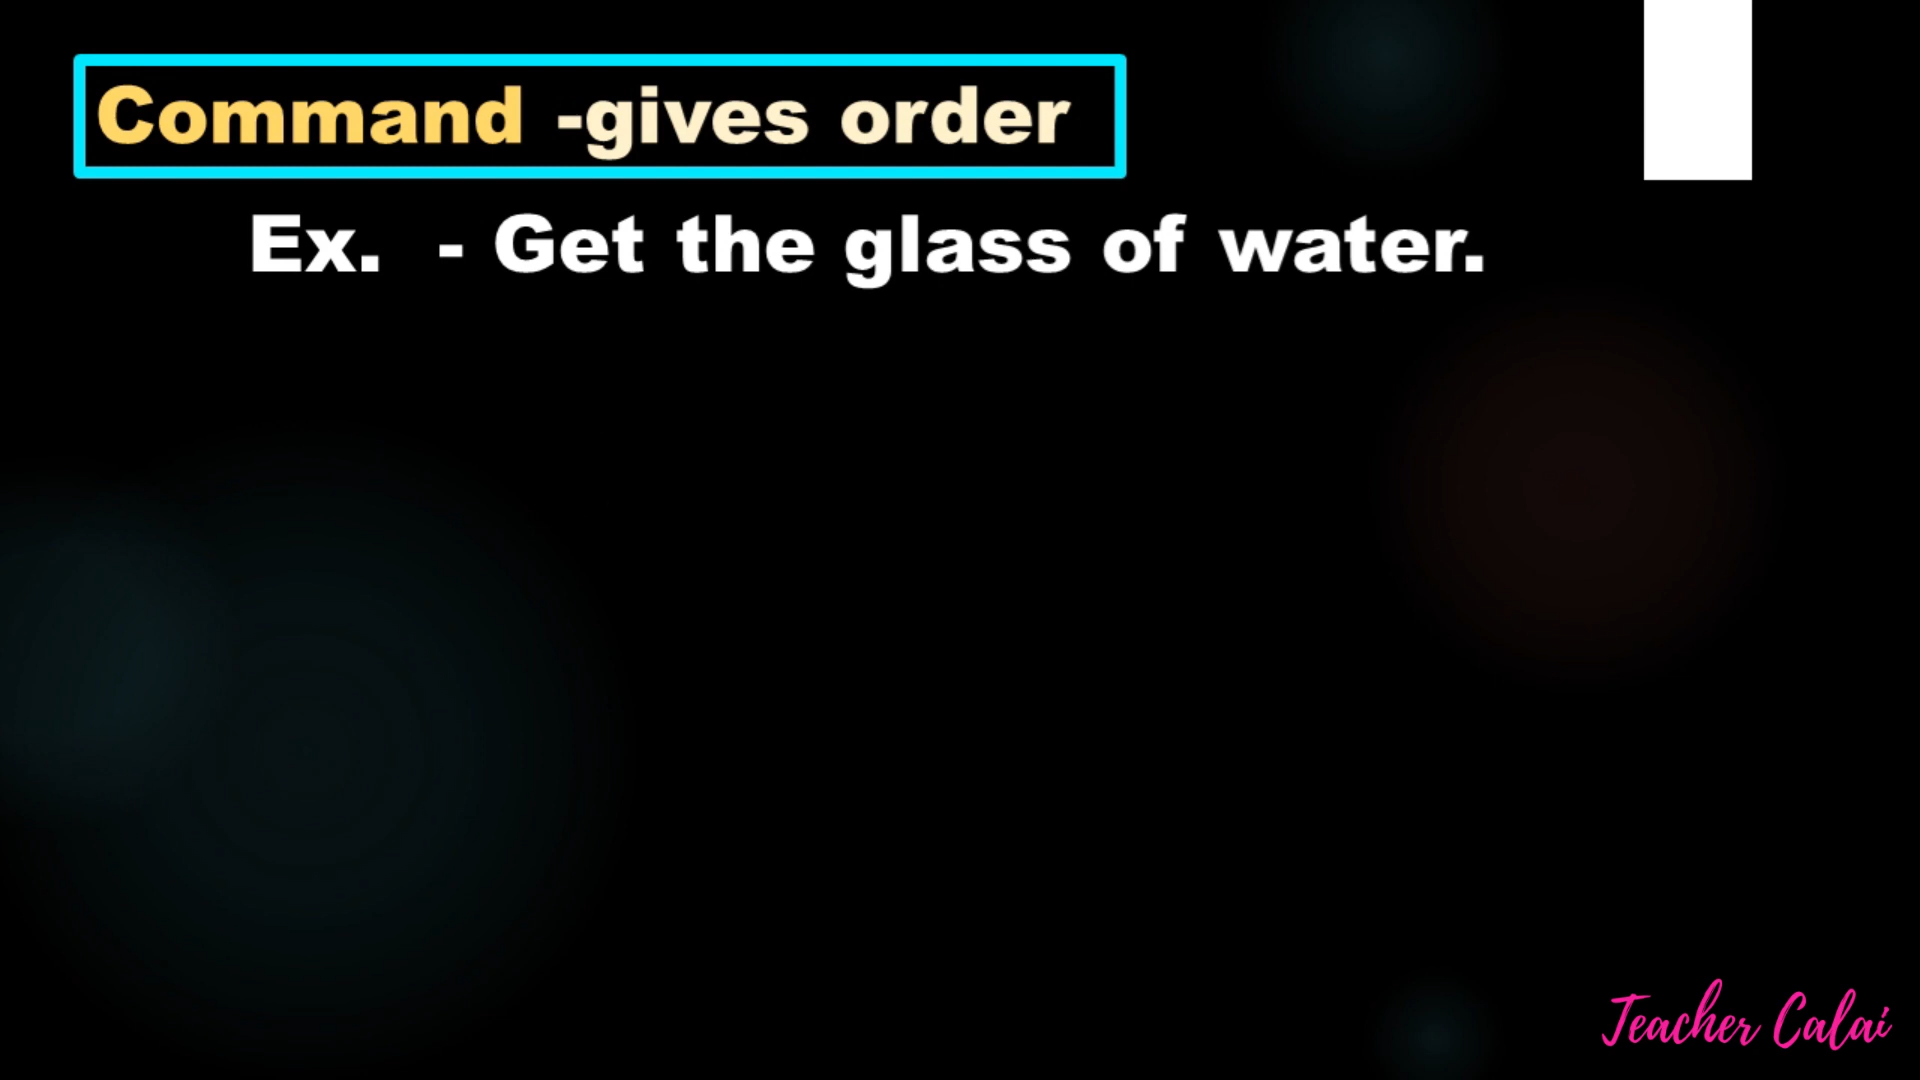 Command -gives order
Ex. - Get the glass of water.
Teacher Calai